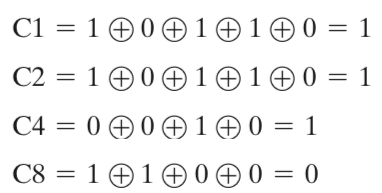 C1 = 1 ⊕ 0 ⊕ 1 ⊕ 1 ⊕ 0 = 1
C2 = 1 ⊕ 0 ⊕ 1 ⊕ 1 ⊕ 0 = 1
C4 = 0 ⊕ 0 ⊕ 1 ⊕ 0 = 1
C8 = 1 ⊕ 1 ⊕ 0 ⊕ 0 = 0